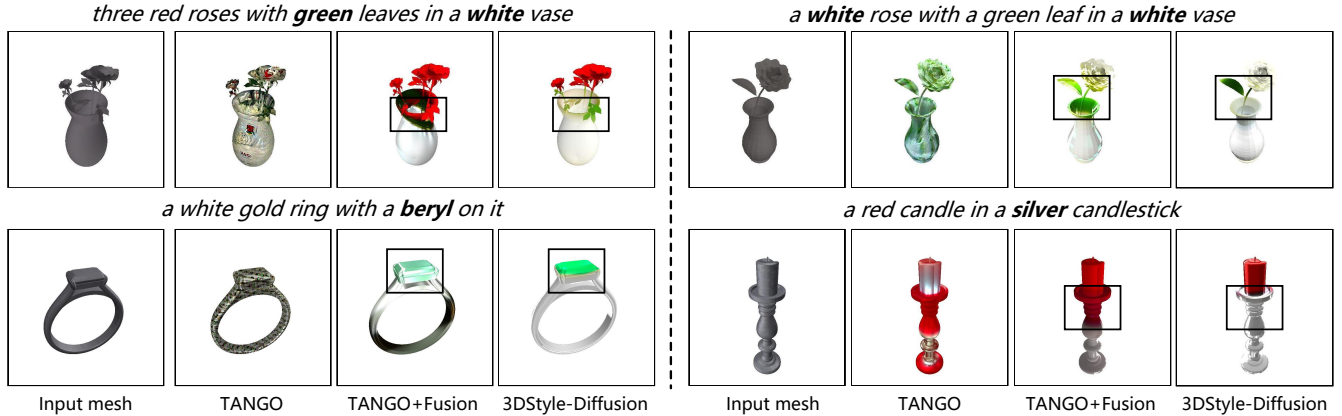 three red roses with green leaves in a white vase
a white rose with a green leaf in a white vase
a white gold ring with a beryl on it
a red candle in a silver candlestick
Input mesh
TANGO
TANGO+Fusion
3DStyle-Diffusion
Input mesh
TANGO
TANGO+Fusion
3DStyle-Diffusion